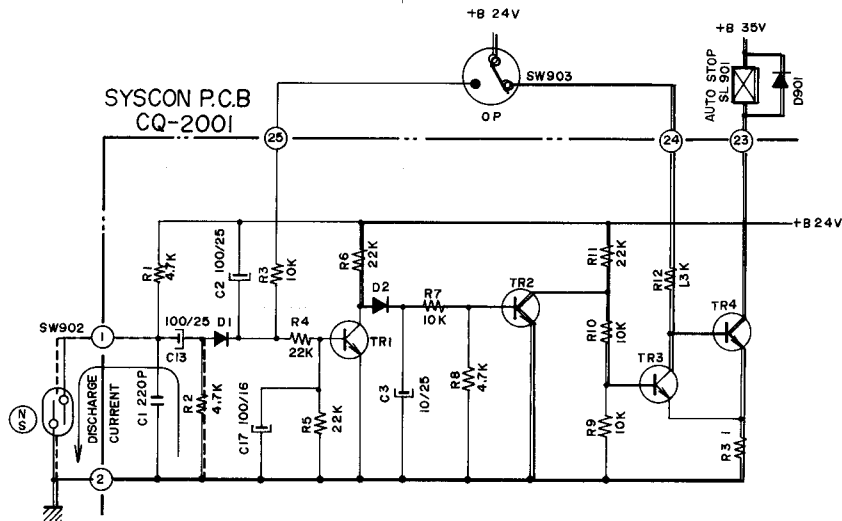 +B 24V
+B 35V
SW903
OP
AUTO STOP
SL 901
D901
SYSCON P.C.B
CQ-2001
25
24
23
+B 24V
R1
4.7K
C2 100/25
R3
10K
R6
22K
R11
22K
R12
1.3K
D2
R7
10K
TR2
TR4
SW902
1
100/25
C13
D1
R4
22K
TR1
R10
10K
TR3
N
S
DISCHARGE
CURRENT
C1 220P
R2
4.7K
C17 100/16
R5
22K
C3
10/25
R8
4.7K
R9
10K
R3 1
2